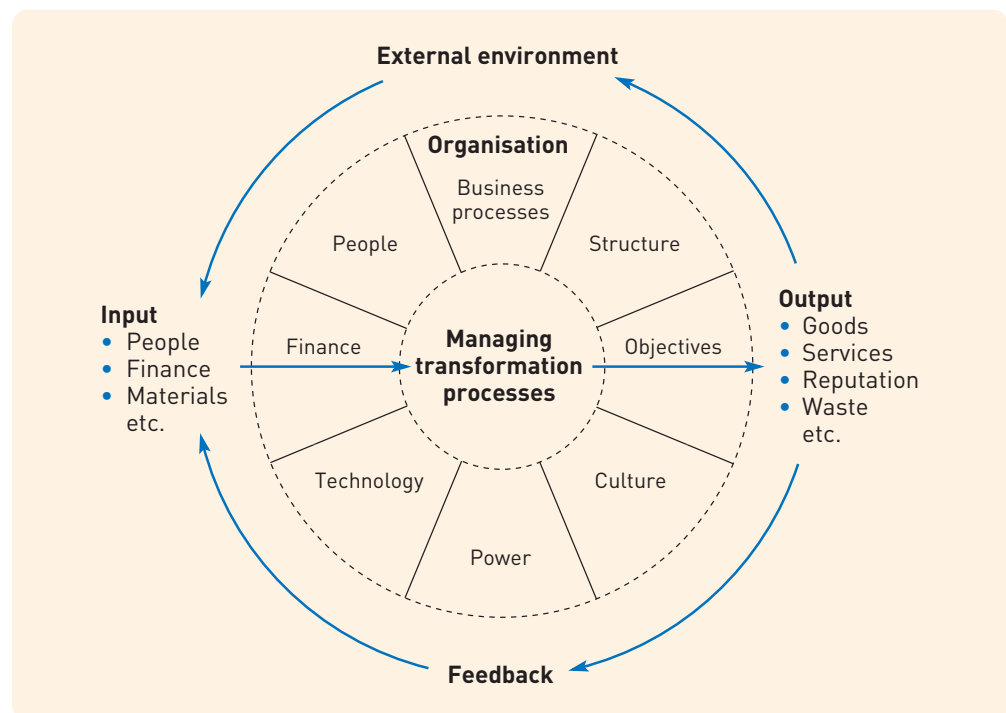 External environment
Organisation
Business
processes
People
Structure
Input
• People
• Finance
• Materials
etc.
Finance
Managing
transformation
processes
Objectives
Output
• Goods
• Services
• Reputation
• Waste
etc.
Technology
Culture
Power
Feedback